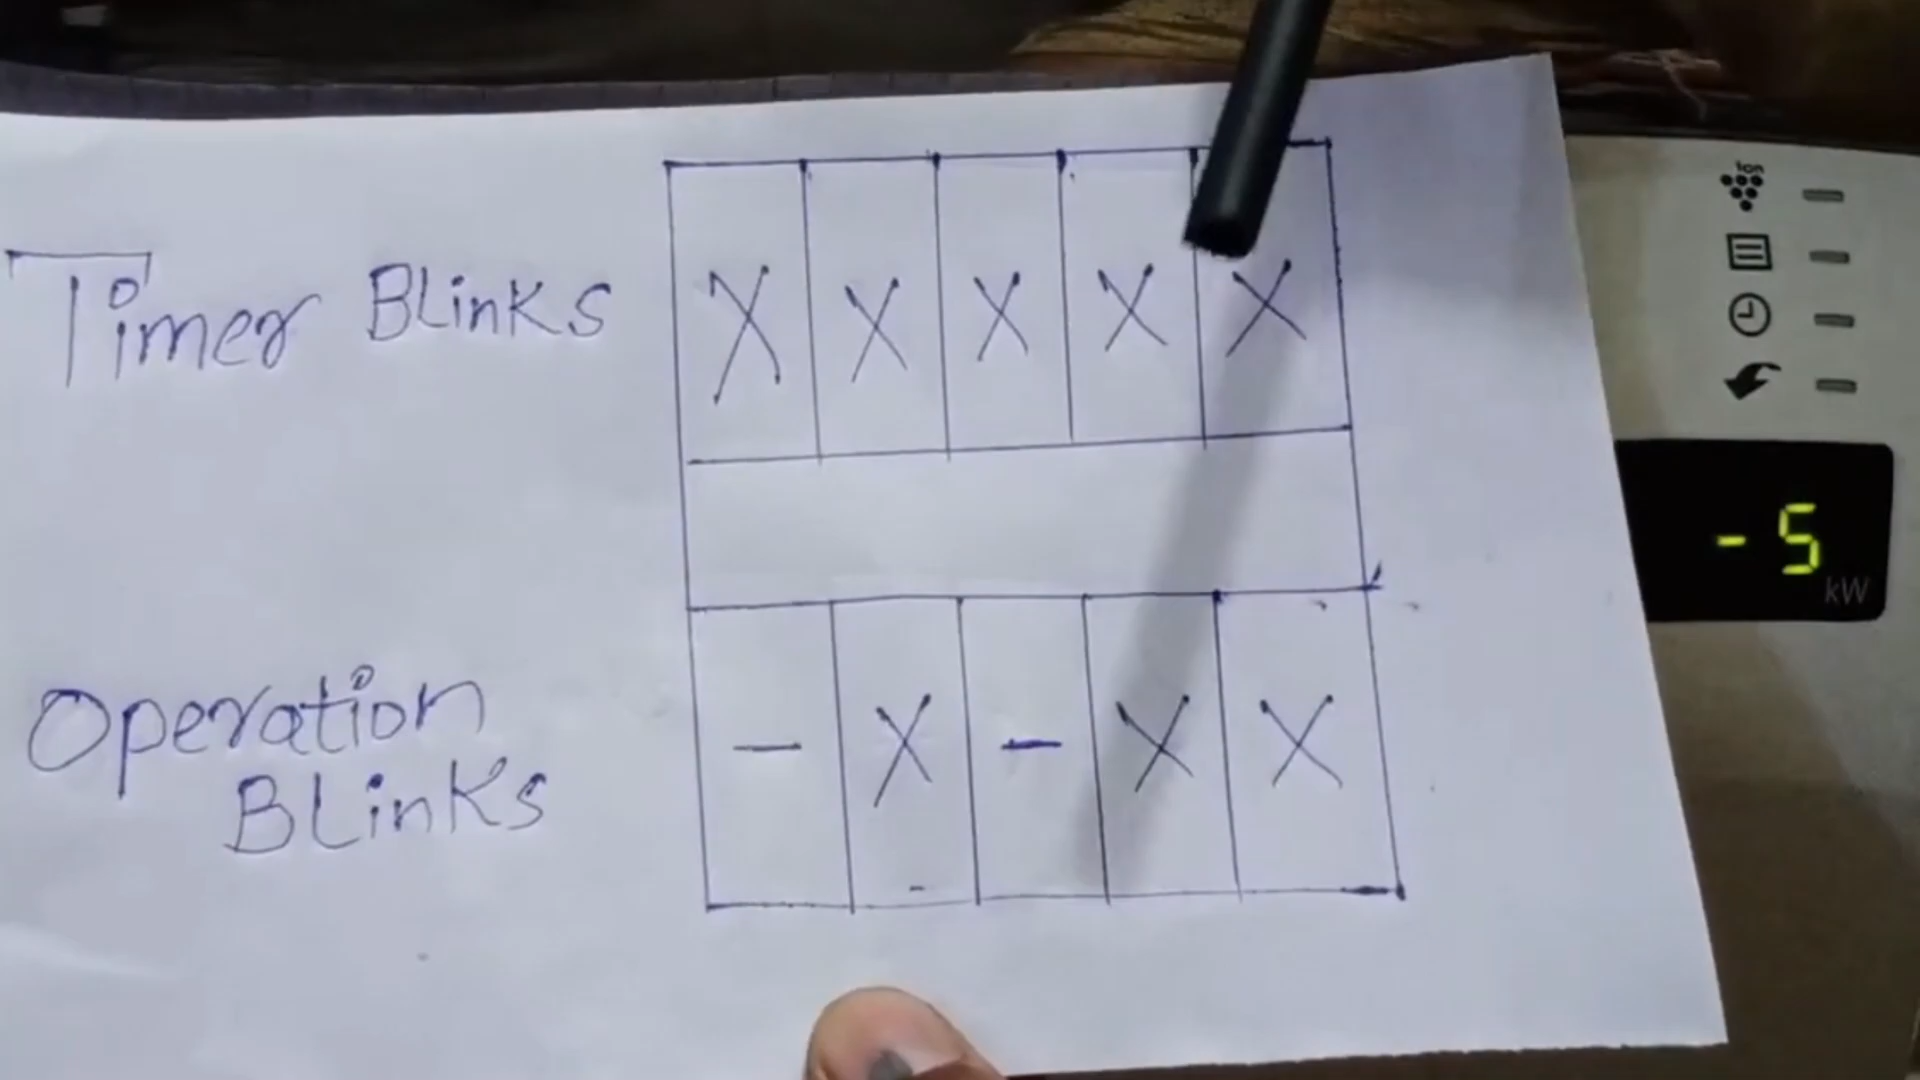 Timer Blinks
X X X X X
Operation
Blinks
- X - X X
ion
- 5
kW